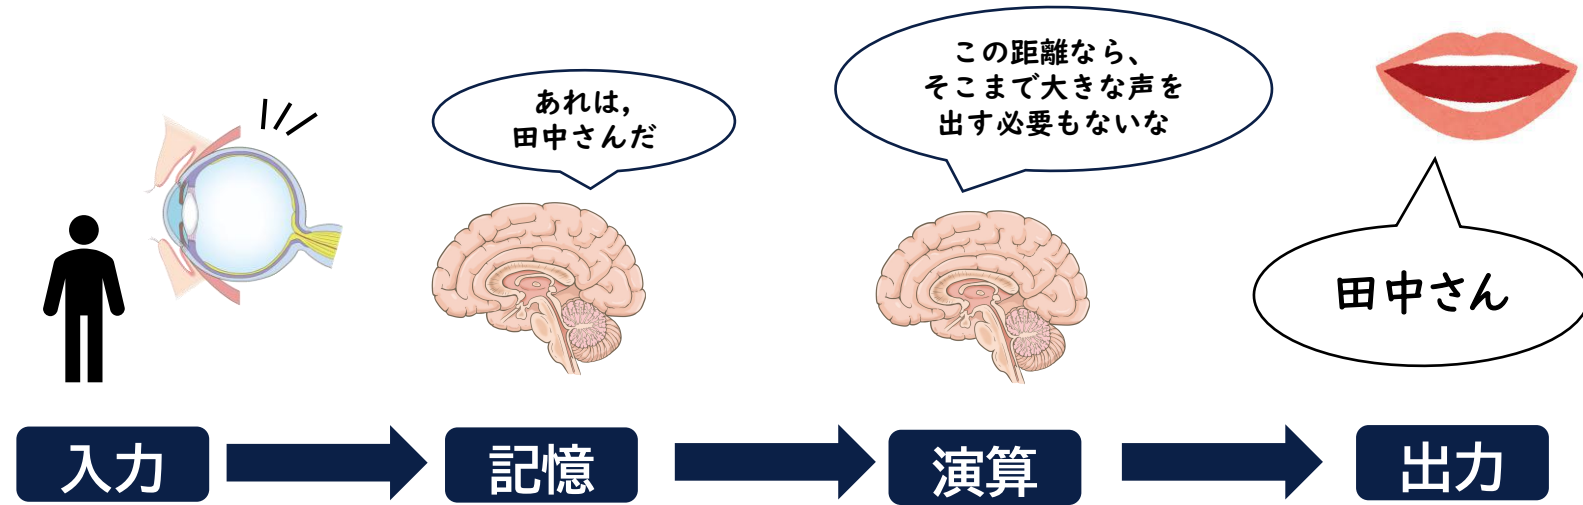 あれは,
田中さんだ
この距離なら、
そこまで大きな声を
出す必要もないな
田中さん
入力
記憶
演算
出力